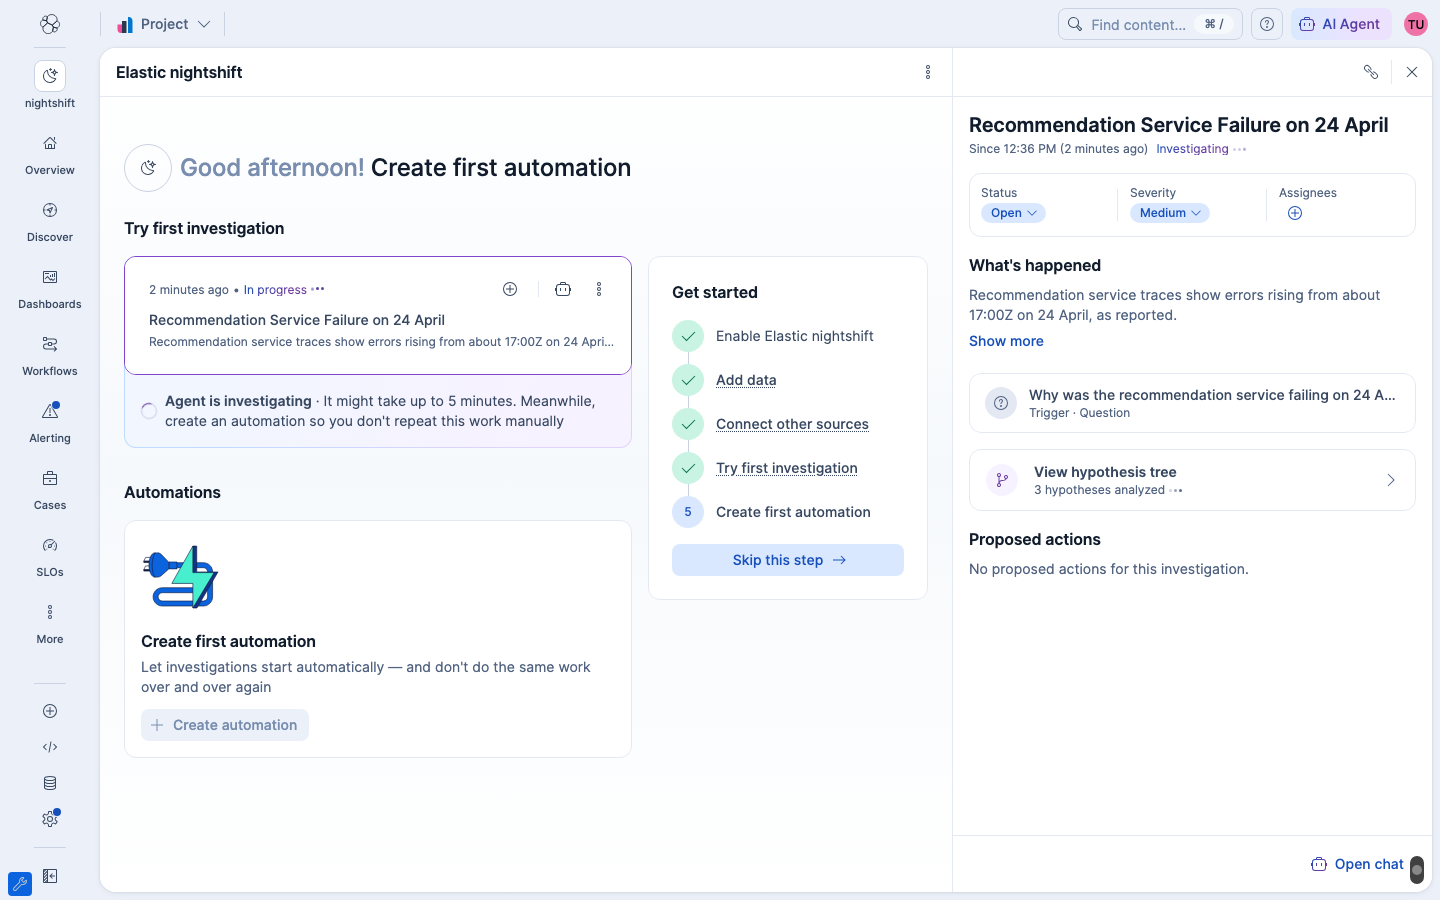 Project
Find content...
⌘ /
AI Agent
TU
nightshift
Overview
Discover
Dashboards
Workflows
Alerting
Cases
SLOs
More
Elastic nightshift
Good afternoon! Create first automation
Try first investigation
2 minutes ago • In progress
Recommendation Service Failure on 24 April
Recommendation service traces show errors rising from about 17:00Z on 24 Apri...
Agent is investigating · It might take up to 5 minutes. Meanwhile,
create an automation so you don't repeat this work manually
Automations
Create first automation
Let investigations start automatically — and don't do the same work
over and over again
Create automation
Get started
Enable Elastic nightshift
Add data
Connect other sources
Try first investigation
5
Create first automation
Skip this step
Recommendation Service Failure on 24 April
Since 12:36 PM (2 minutes ago) Investigating
Status
Open
Severity
Medium
Assignees
What's happened
Recommendation service traces show errors rising from about
17:00Z on 24 April, as reported.
Show more
Why was the recommendation service failing on 24 A...
Trigger · Question
View hypothesis tree
3 hypotheses analyzed
Proposed actions
No proposed actions for this investigation.
Open chat